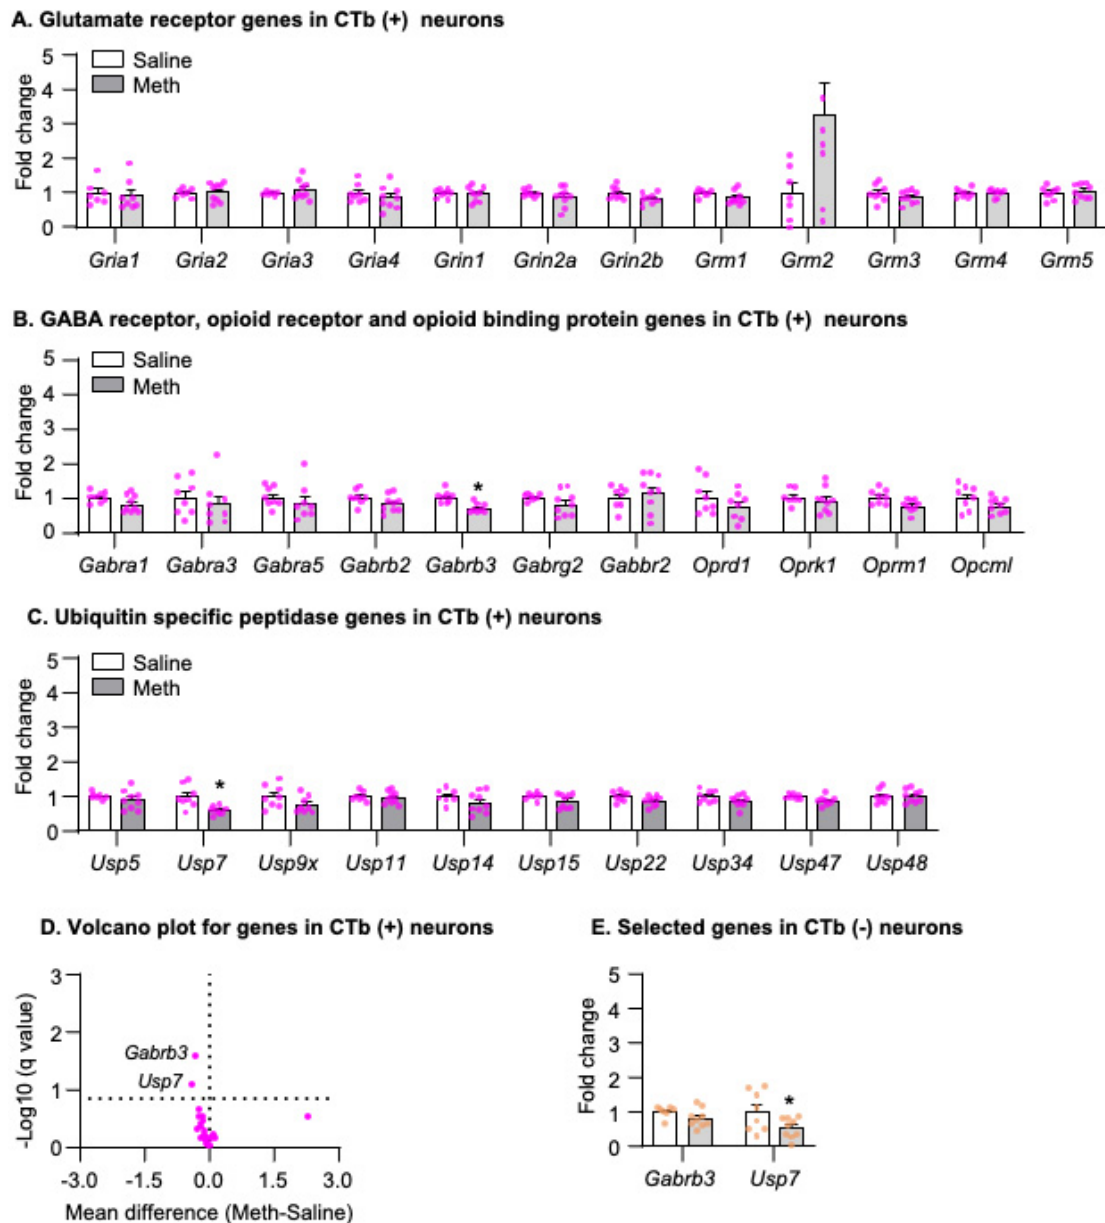 A. Glutamate receptor genes in CTb (+) neurons
5
4
3
2
1
0
Fold change
Saline
Meth
Gria1 Gria2 Gria3 Gria4 Grin1 Grin2a Grin2b Grm1 Grm2 Grm3 Grm4 Grm5
B. GABA receptor, opioid receptor and opioid binding protein genes in CTb (+) neurons
5
4
3
2
1
0
Fold change
Saline
Meth
*
Gabra1 Gabra3 Gabra5 Gabrb2 Gabrb3 Gabrg2 Gabbr2 Oprd1 Oprk1 Oprm1 Opcml
C. Ubiquitin specific peptidase genes in CTb (+) neurons
5
4
3
2
1
0
Fold change
Saline
Meth
*
Usp5 Usp7 Usp9x Usp11 Usp14 Usp15 Usp22 Usp34 Usp47 Usp48
D. Volcano plot for genes in CTb (+) neurons
3
2
1
0
-Log10 (q value)
Gabrb3
Usp7
-3.0 -1.5 0.0 1.5 3.0
Mean difference (Meth-Saline)
E. Selected genes in CTb (-) neurons
5
4
3
2
1
0
Fold change
*
Gabrb3 Usp7